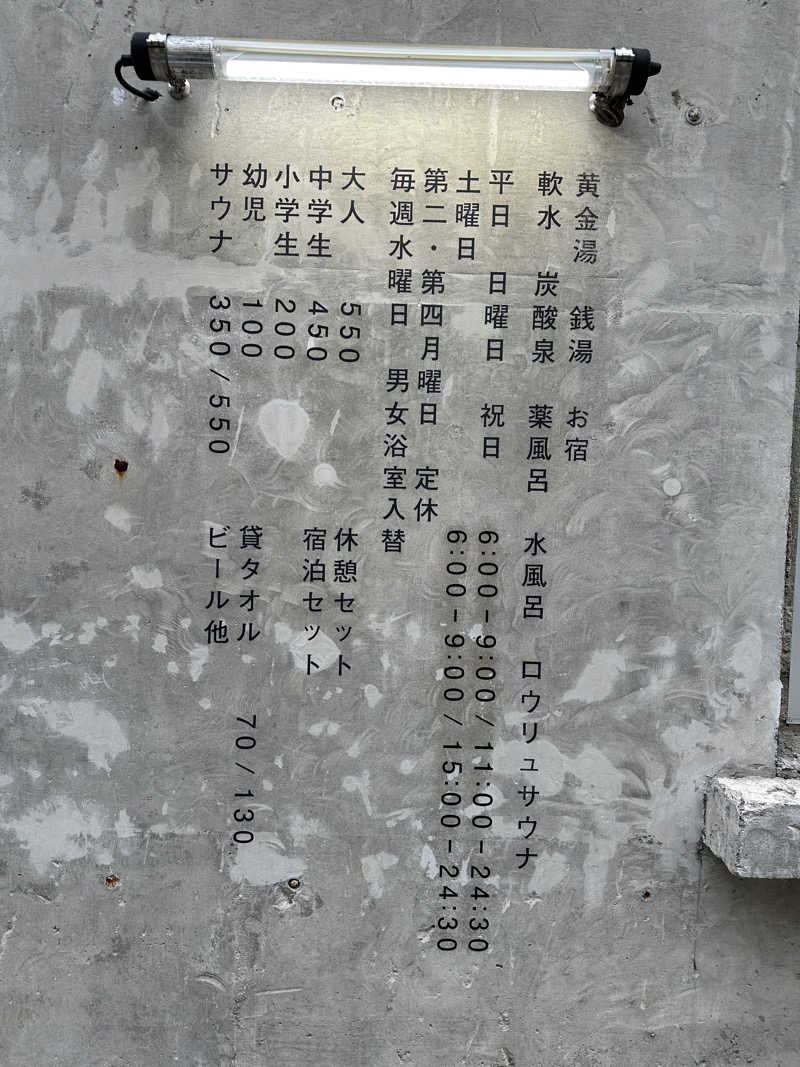 黄金湯　銭湯　お宿
軟水　炭酸泉　薬風呂　水風呂　ロウリュサウナ
平日　日曜日　祝日　6:00-9:00/11:00-24:30
土曜日　6:00-9:00/15:00-24:30
第二・第四月曜日　定休
毎週水曜日　男女浴室入替
大人　550　休憩セット
中学生　450　宿泊セット
小学生　200
幼児　100　貸タオル　70/130
サウナ　350/550　ビール他